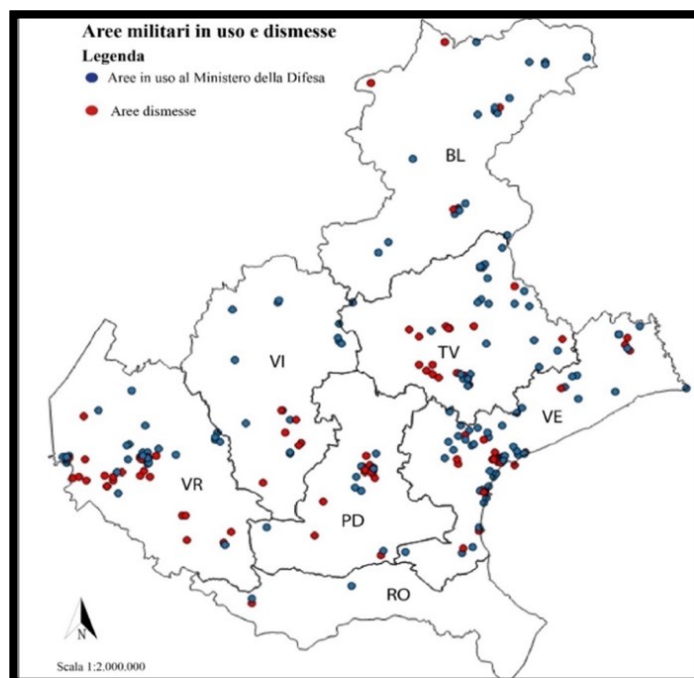 Aree militari in uso e dismesse
Legenda
Aree in uso al Ministero della Difesa
Aree dismesse
BL
TV
VI
VE
VR
PD
RO
N
Scala 1:2.000.000